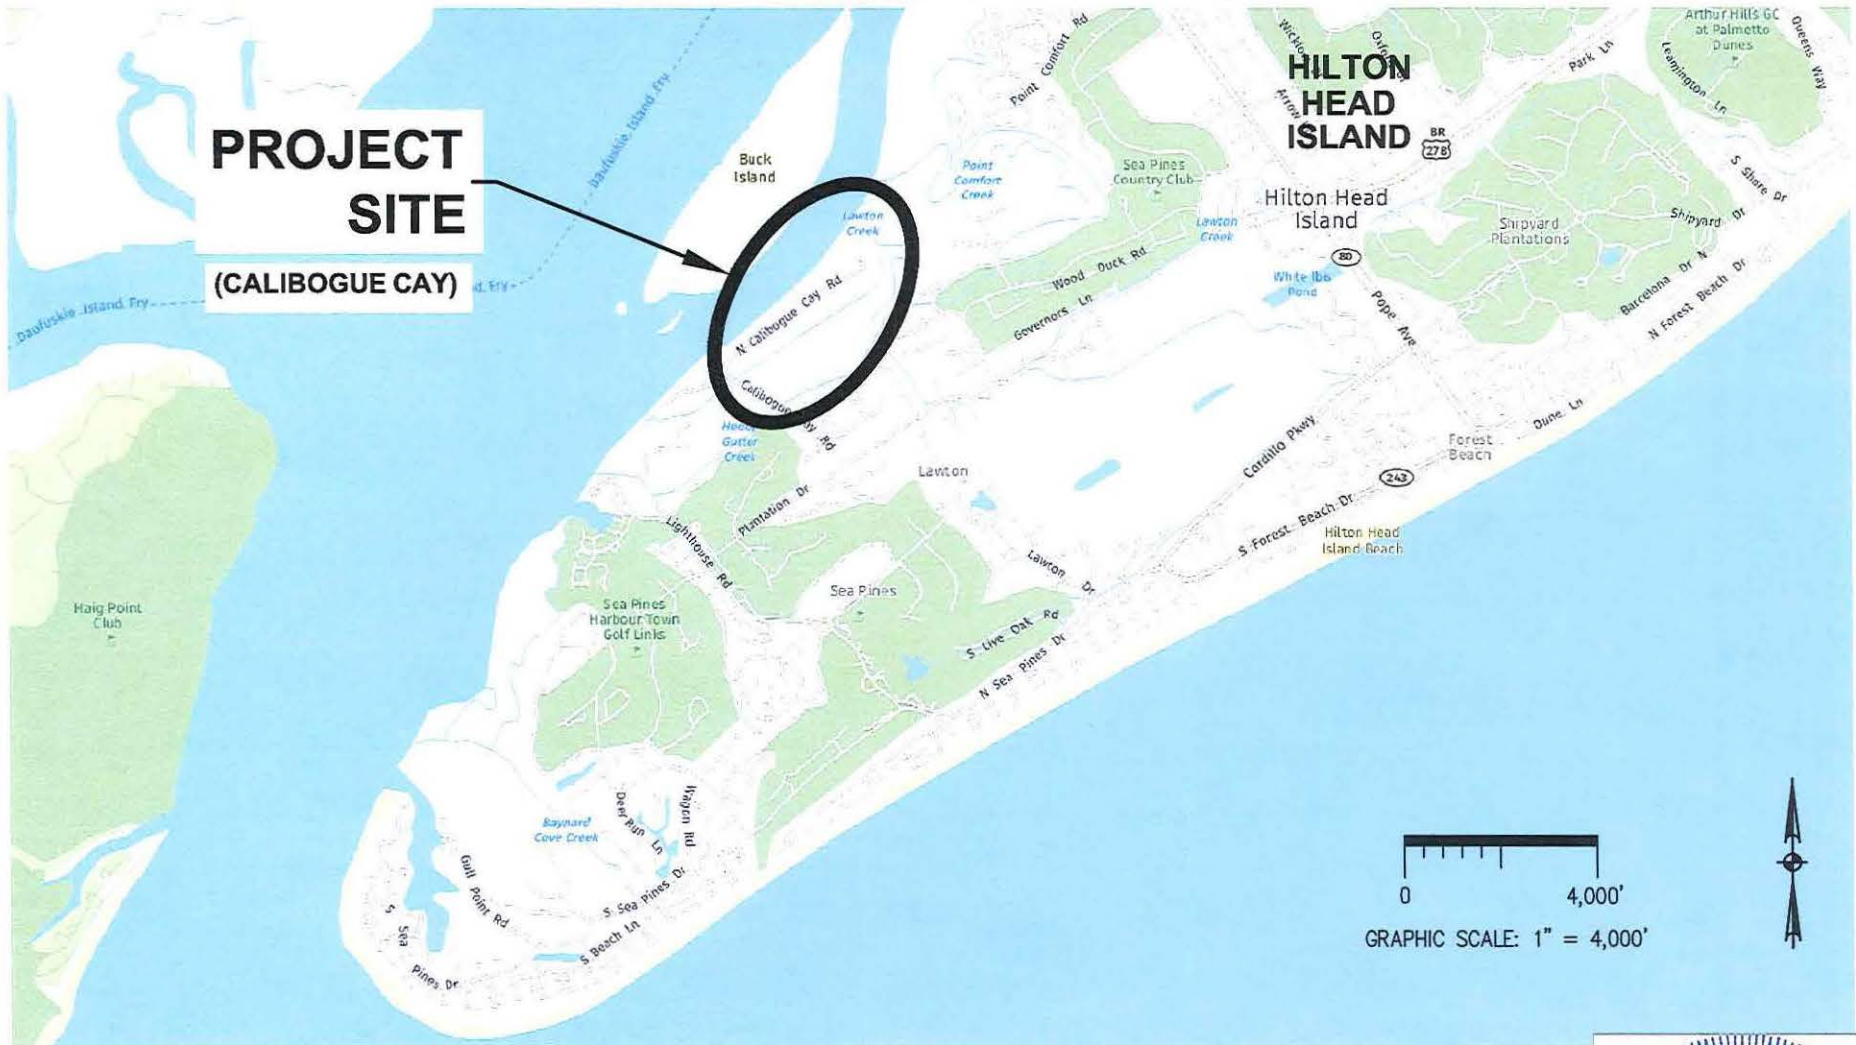 PROJECT
SITE
(CALIBOGUE CAY)
Daufuskie Island Fry
Daufuskie Island Fry
d. Fry
Buck
Island
Lawton
Creek
N Calibogue Cay Rd
Point Comfort Rd
Point
Comfort
Creek
Sea Pines
Country Club
Wood Duck Rd
Governors Ln
Lawton
Creek
HILTON
HEAD
ISLAND
BR
278
Park Ln
Arthur Hills GC
at Palmetto
Dunes
Leamington Ln
Queens Way
Hilton Head
Island
80
White Ibis
Pond
Pope Ave
Shipyard
Plantations
Shipyard Dr
S Shore Dr
Barcelona Dr N
N Forest Beach Dr
Dune Ln
Forest
Beach
243
Cordillo Pkwy
S Forest Beach Dr
Hilton Head
Island Beach
Gutter
Creek
Lawton
Plantation Dr
Lighthouse Rd
Lawton Dr
Sea Pines
S Live Oak Rd
N Sea Pines Dr
Haig Point
Club
Sea Pines
Harbour Town
Golf Links
Baynard
Cove Creek
Deer Run Ln
Wagon Rd
Gull Point Rd
S Sea Pines Dr
S Beach Ln
S Sea Pines Dr
0 4,000'
GRAPHIC SCALE: 1" = 4,000'